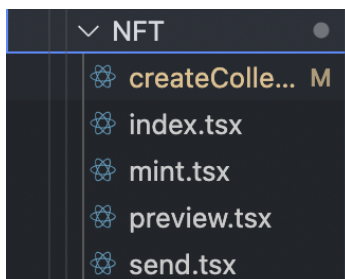 NFT
createColle... M
index.tsx
mint.tsx
preview.tsx
send.tsx